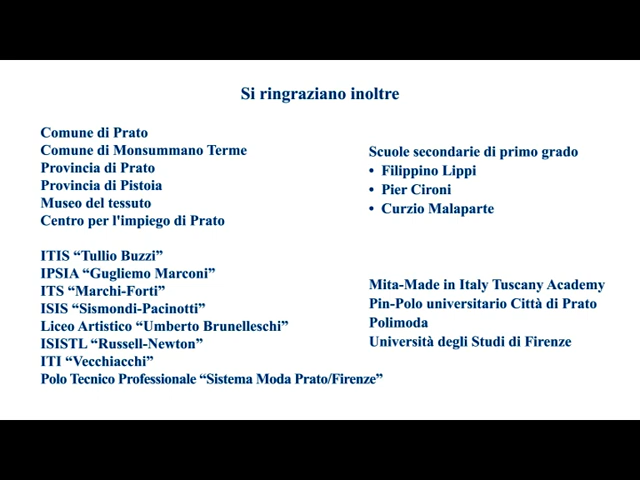 Si ringraziano inoltre
Comune di Prato
Comune di Monsummano Terme
Provincia di Prato
Provincia di Pistoia
Museo del tessuto
Centro per l'impiego di Prato
ITIS “Tullio Buzzi”
IPSIA “Gugliemo Marconi”
ITS “Marchi-Forti”
ISIS “Sismondi-Pacinotti”
Liceo Artistico “Umberto Brunelleschi”
ISISTL “Russell-Newton”
ITI “Vecchiacchi”
Polo Tecnico Professionale “Sistema Moda Prato/Firenze”
Scuole secondarie di primo grado
• Filippino Lippi
• Pier Cironi
• Curzio Malaparte
Mita-Made in Italy Tuscany Academy
Pin-Polo universitario Città di Prato
Polimoda
Università degli Studi di Firenze